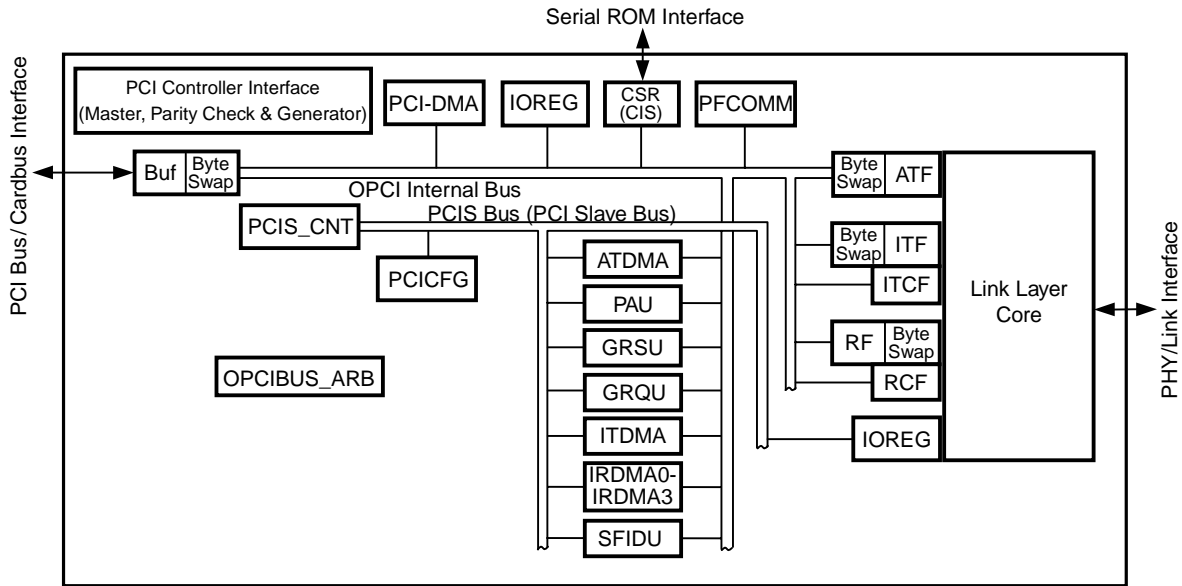 Serial ROM Interface
PCI Bus/ Cardbus Interface
PCI Controller Interface
(Master, Parity Check & Generator)
PCI-DMA
IOREG
CSR
(CIS)
PFCOMM
Buf
Byte
Swap
OPCI Internal Bus
Byte
Swap
ATF
PCIS_CNT
PCIS Bus (PCI Slave Bus)
PCICFG
ATDMA
PAU
GRSU
GRQU
ITDMA
IRDMA0-
IRDMA3
SFIDU
OPCIBUS_ARB
Byte
Swap
ITF
ITCF
RF
Byte
Swap
RCF
IOREG
Link Layer
Core
PHY/Link Interface